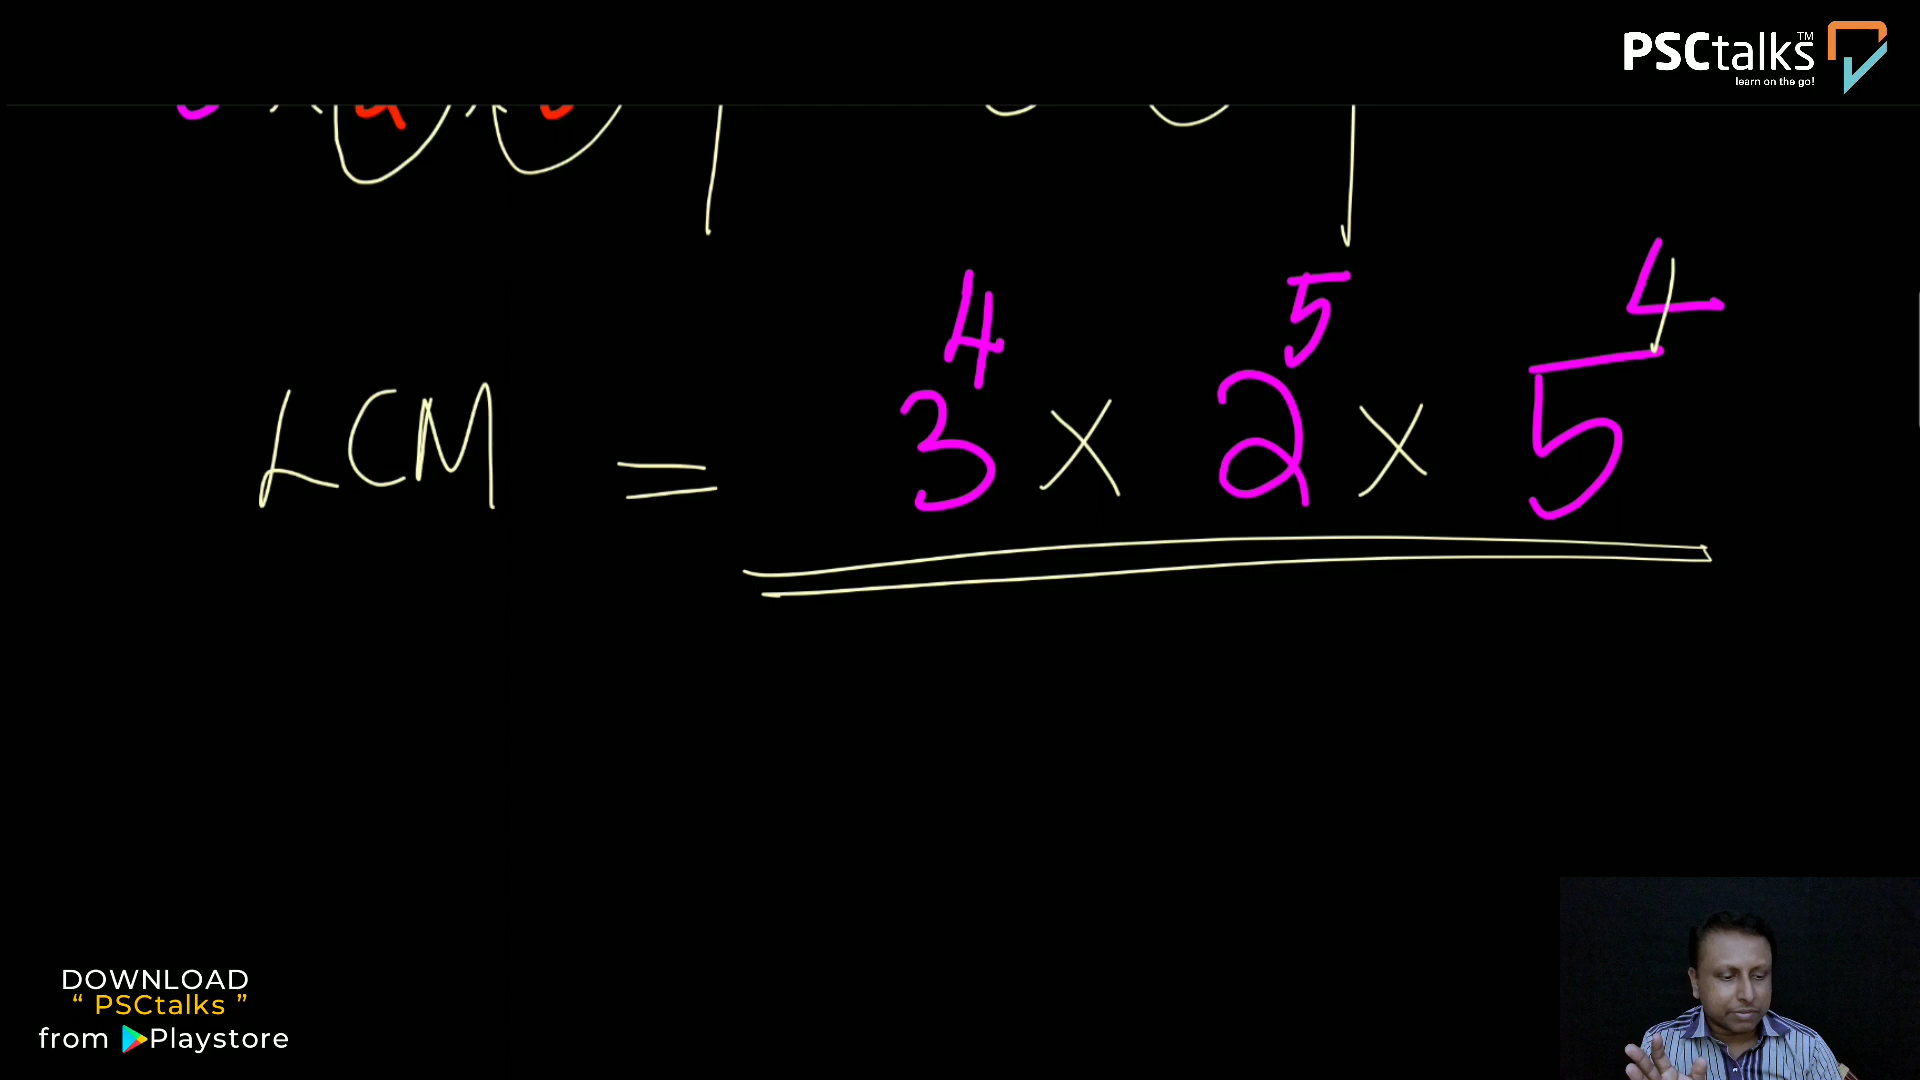 PSCtalks™
learn on the go!
LCM = 3⁴ × 2⁵ × 5⁴
DOWNLOAD
“ PSCtalks ”
from Playstore